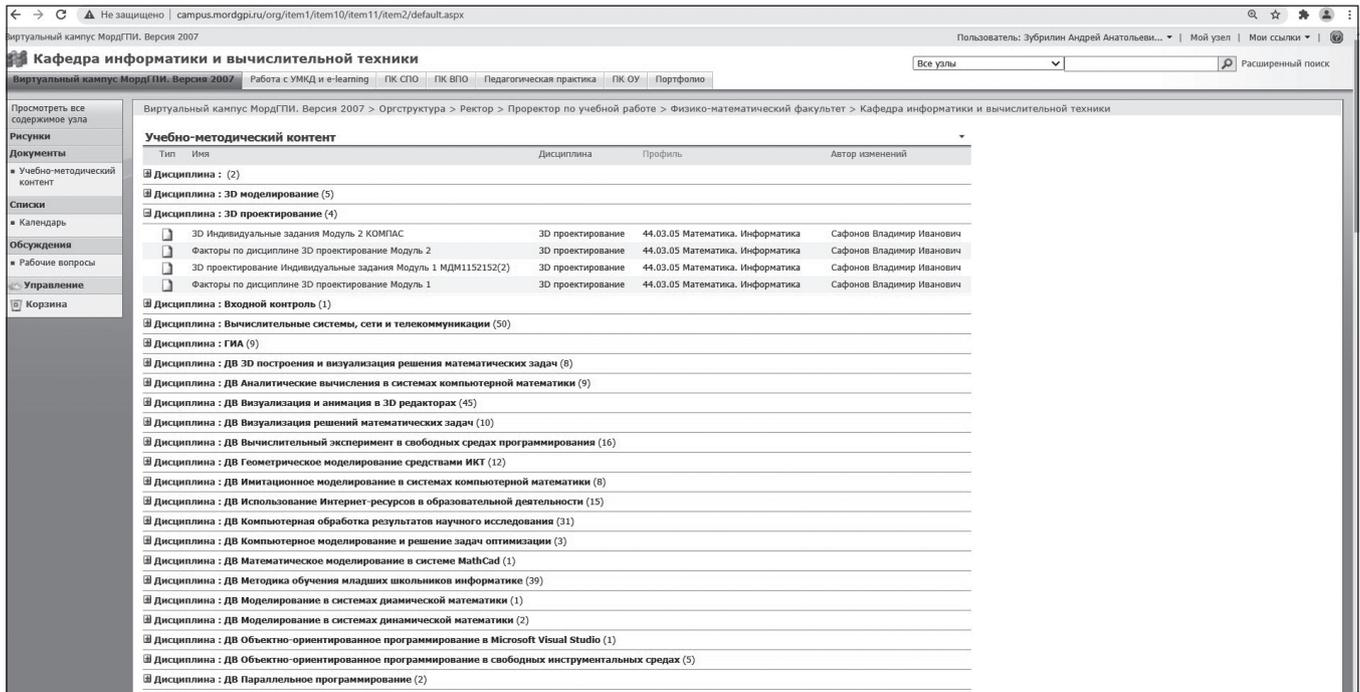 Не защищено | campus.mordgpi.ru/org/item1/item10/item11/item2/default.aspx
Виртуальный кампус МордГПИ. Версия 2007
Пользователь: Зубрилин Андрей Анатольеви... | Мой узел | Мои ссылки |
Кафедра информатики и вычислительной техники
Все узлы Расширенный поиск
Виртуальный кампус МордГПИ. Версия 2007 Работа с УМКД и e-learning ПК СПО ПК ВПО Педагогическая практика ПК ОУ Портфолио
Просмотреть все
содержимое узла
Рисунки
Документы
Учебно-методический
контент
Списки
Календарь
Обсуждения
Рабочие вопросы
Управление
Корзина
Виртуальный кампус МордГПИ. Версия 2007 > Оргструктура > Ректор > Проректор по учебной работе > Физико-математический факультет > Кафедра информатики и вычислительной техники
Учебно-методический контент
Тип Имя Дисциплина Профиль Автор изменений
Дисциплина : (2)
Дисциплина : 3D моделирование (5)
Дисциплина : 3D проектирование (4)
3D Индивидуальные задания Модуль 2 КОМПАС 3D проектирование 44.03.05 Математика. Информатика Сафонов Владимир Иванович
Факторы по дисциплине 3D проектирование Модуль 2 3D проектирование 44.03.05 Математика. Информатика Сафонов Владимир Иванович
3D проектирование Индивидуальные задания Модуль 1 МДМ1152152(2) 3D проектирование 44.03.05 Математика. Информатика Сафонов Владимир Иванович
Факторы по дисциплине 3D проектирование Модуль 1 3D проектирование 44.03.05 Математика. Информатика Сафонов Владимир Иванович
Дисциплина : Входной контроль (1)
Дисциплина : Вычислительные системы, сети и телекоммуникации (50)
Дисциплина : ГИА (9)
Дисциплина : ДВ 3D построения и визуализация решения математических задач (8)
Дисциплина : ДВ Аналитические вычисления в системах компьютерной математики (9)
Дисциплина : ДВ Визуализация и анимация в 3D редакторах (45)
Дисциплина : ДВ Визуализация решений математических задач (10)
Дисциплина : ДВ Вычислительный эксперимент в свободных средах программирования (16)
Дисциплина : ДВ Геометрическое моделирование средствами ИКТ (12)
Дисциплина : ДВ Имитационное моделирование в системах компьютерной математики (8)
Дисциплина : ДВ Использование Интернет-ресурсов в образовательной деятельности (15)
Дисциплина : ДВ Компьютерная обработка результатов научного исследования (31)
Дисциплина : ДВ Компьютерное моделирование и решение задач оптимизации (3)
Дисциплина : ДВ Математическое моделирование в системе MathCad (1)
Дисциплина : ДВ Методика обучения младших школьников информатике (39)
Дисциплина : ДВ Моделирование в системах диамической математики (1)
Дисциплина : ДВ Моделирование в системах динамической математики (2)
Дисциплина : ДВ Объектно-ориентированное программирование в Microsoft Visual Studio (1)
Дисциплина : ДВ Объектно-ориентированное программирование в свободных инструментальных средах (5)
Дисциплина : ДВ Параллельное программирование (2)